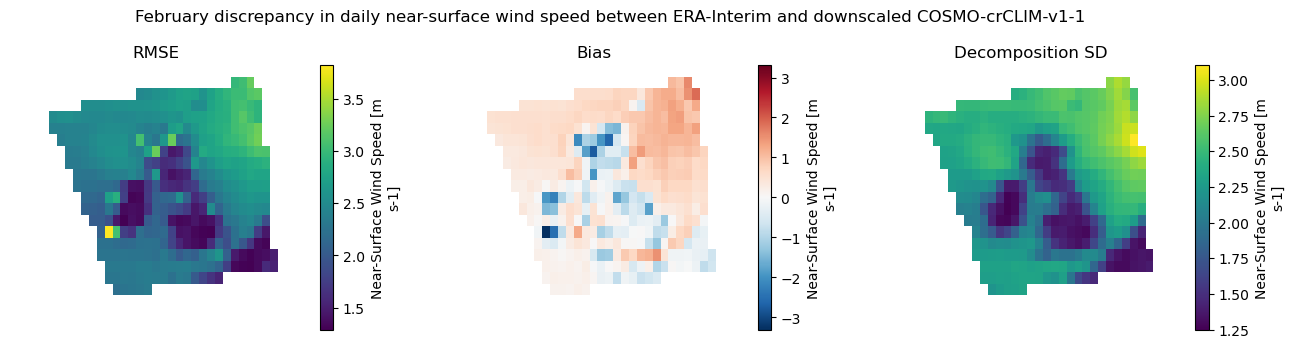 February discrepancy in daily near-surface wind speed between ERA-Interim and downscaled COSMO-crCLIM-v1-1
RMSE
3.5
3.0
2.5
2.0
1.5
Near-Surface Wind Speed [m
s-1]
Bias
3
2
1
0
−1
−2
−3
Near-Surface Wind Speed [m
s-1]
Decomposition SD
3.00
2.75
2.50
2.25
2.00
1.75
1.50
1.25
Near-Surface Wind Speed [m
s-1]